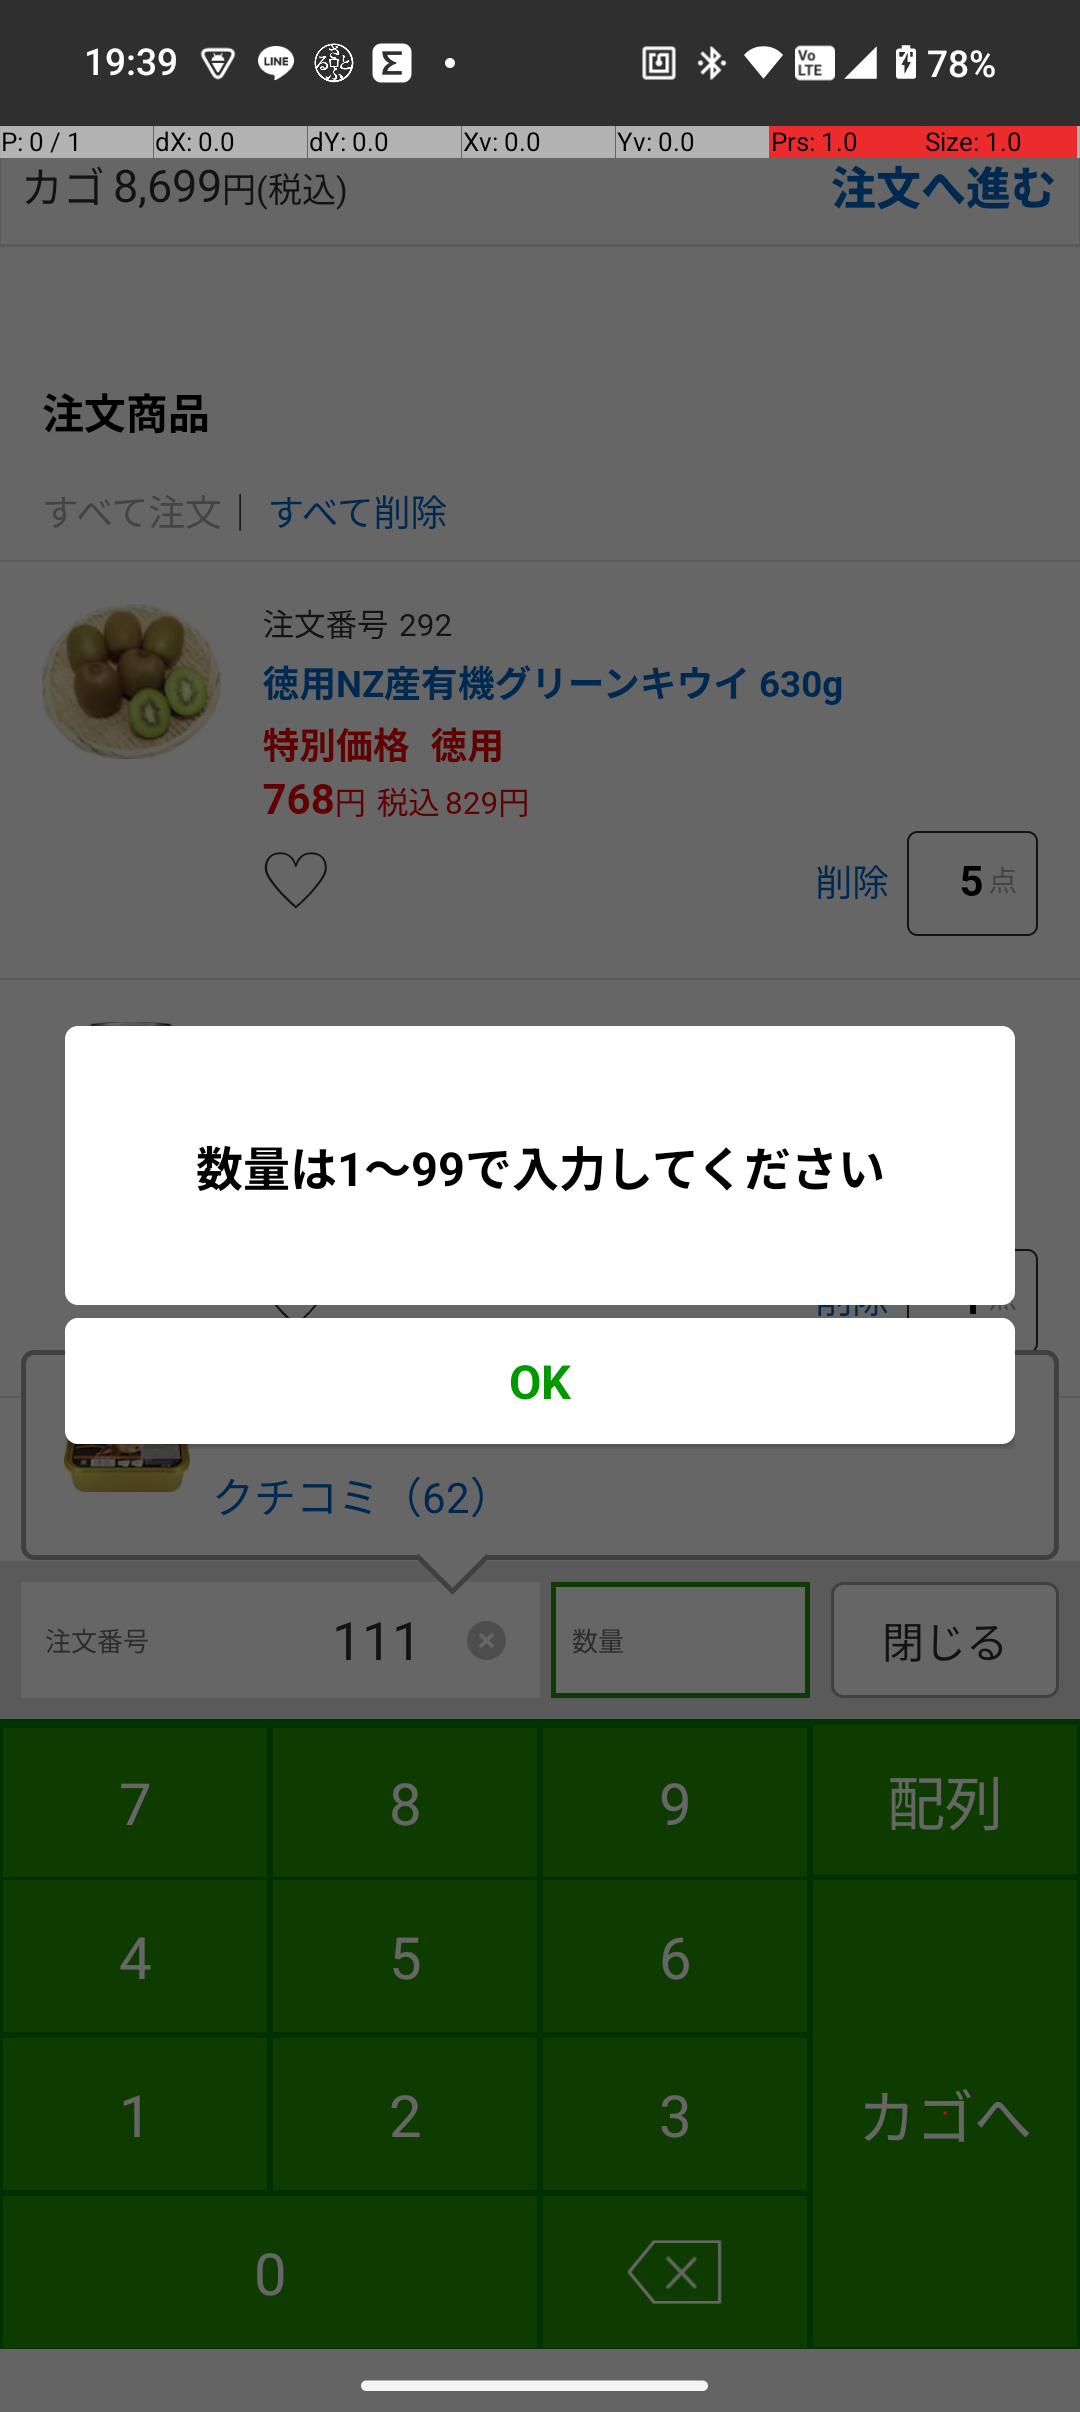 19:39 LINE Vo LTE 78%
P: 0 / 1 dX: 0.0 dY: 0.0 Xv: 0.0 Yv: 0.0 Prs: 1.0 Size: 1.0
カゴ 8,699円(税込) 注文へ進む
注文商品
すべて注文 | すべて削除
注文番号 292
徳用NZ産有機グリーンキウイ 630g
特別価格 徳用
768円 税込 829円
削除 5点
数量は1〜99で入力してください
OK
クチコミ（62）
注文番号 111 数量 閉じる
7 8 9 配列
4 5 6
1 2 3 カゴへ
0